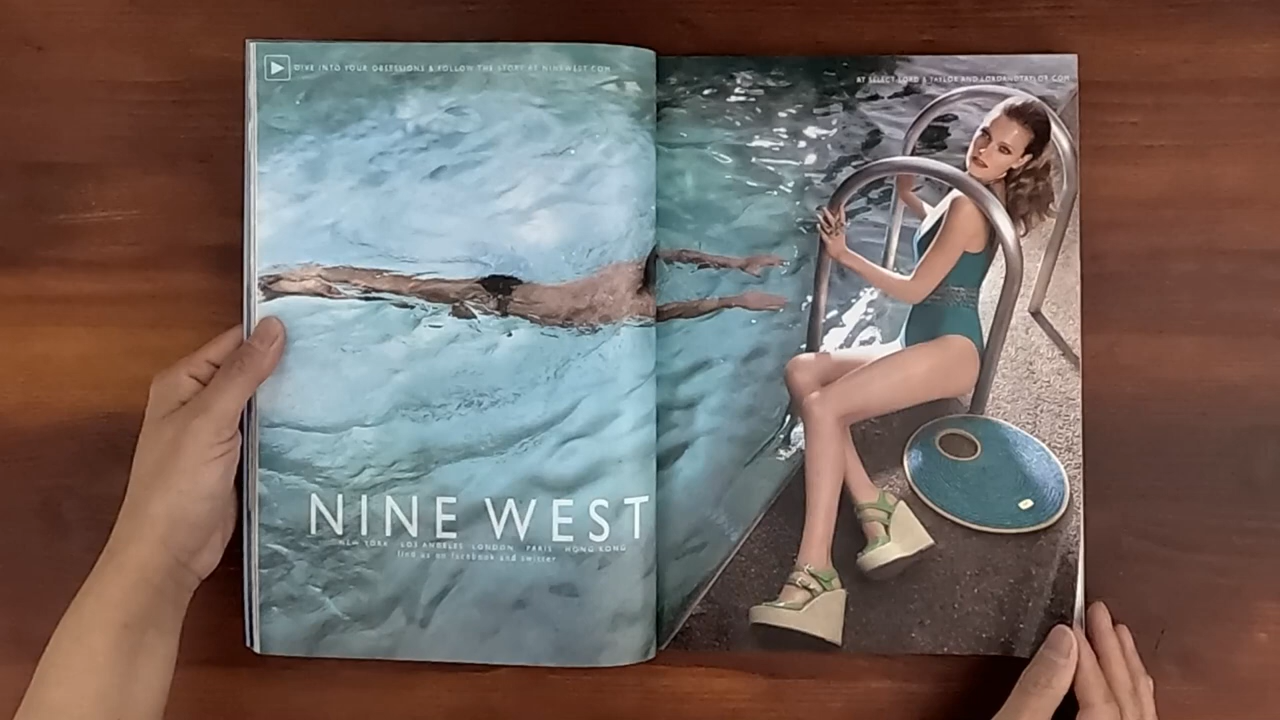 DIVE INTO YOUR OBSESSIONS & FOLLOW THE STORY AT NINEWEST.COM
AT SELECT LORD & TAYLOR AND LORDANDTAYLOR.COM
NINE WEST
NEW YORK LOS ANGELES LONDON PARIS HONG KONG
find us on facebook and twitter